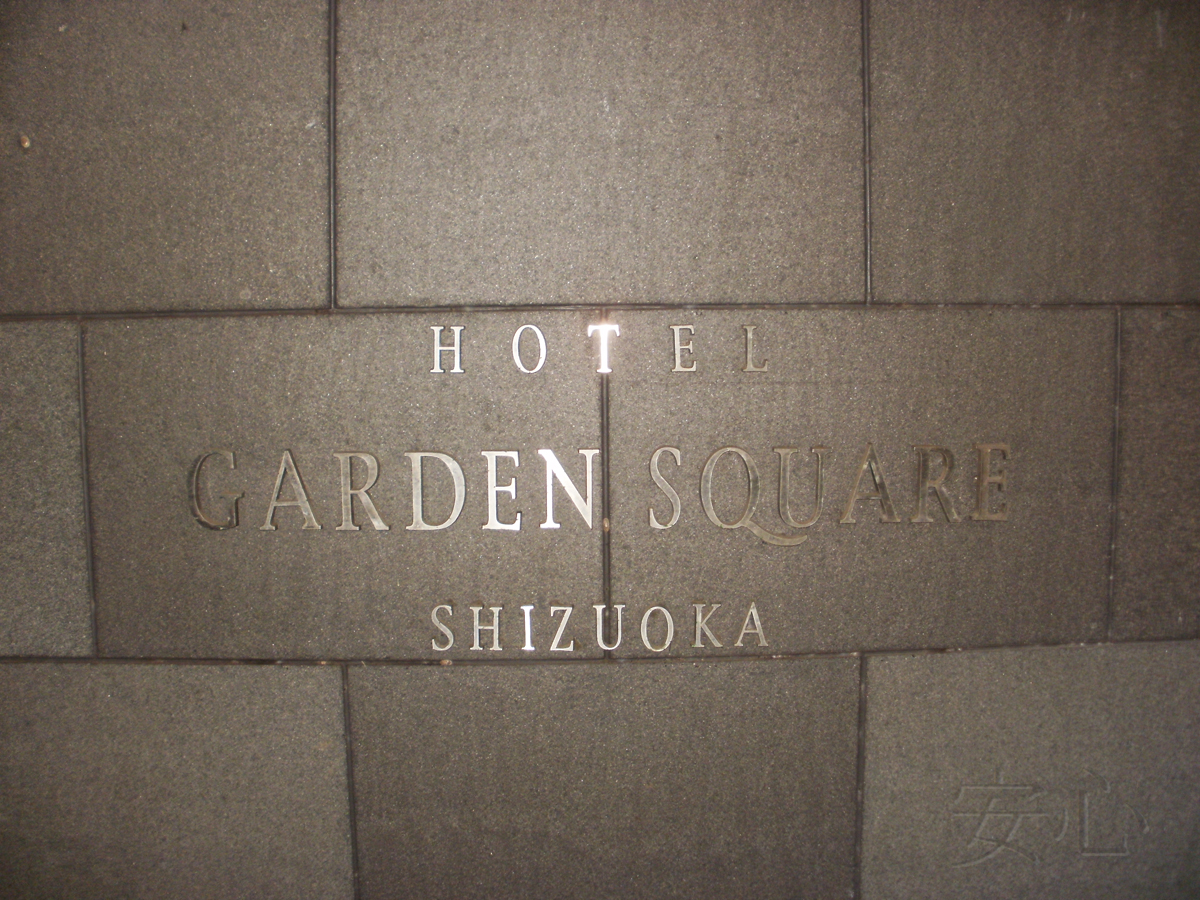 HOTEL
GARDEN SQUARE
SHIZUOKA
安心